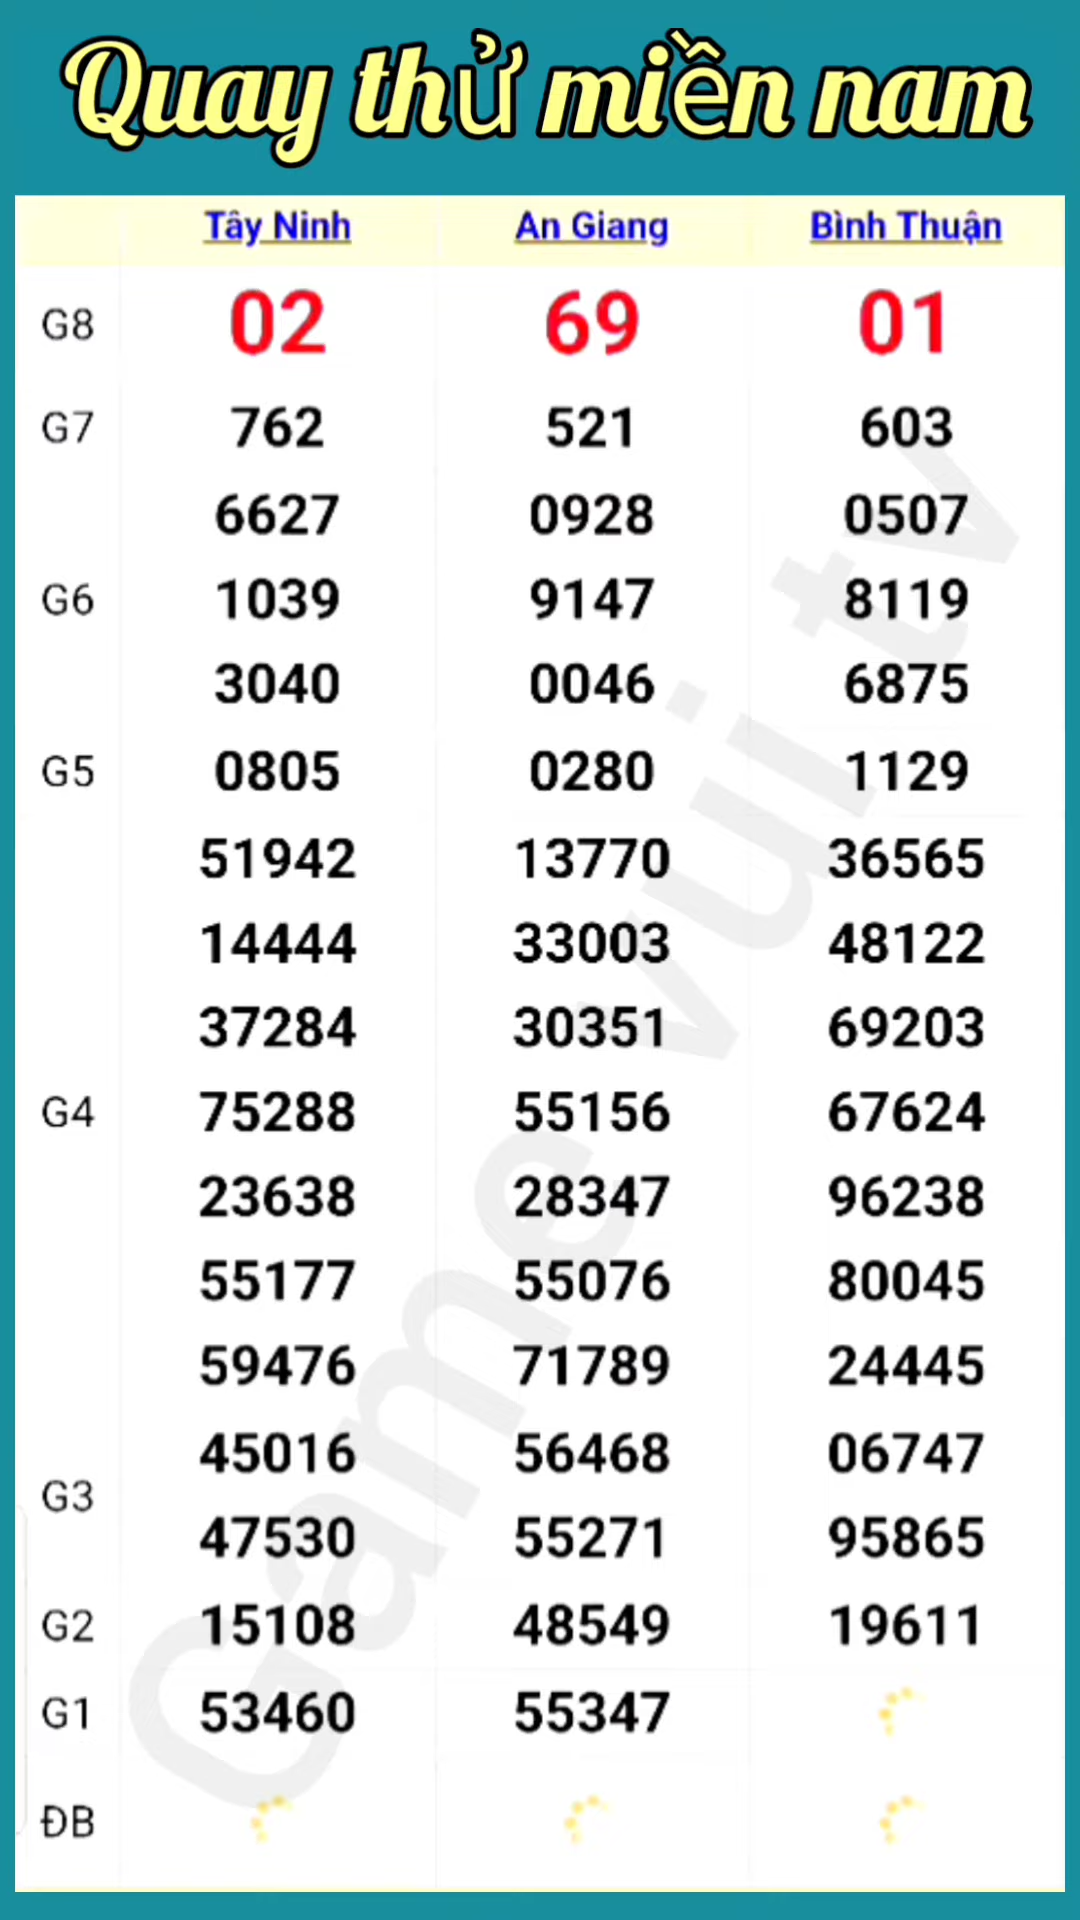 Quay thử miền nam
Tây Ninh An Giang Bình Thuận
G8 02 69 01
G7 762 521 603
6627 0928 0507
G6 1039 9147 8119
3040 0046 6875
G5 0805 0280 1129
51942 13770 36565
14444 33003 48122
37284 30351 69203
G4 75288 55156 67624
23638 28347 96238
55177 55076 80045
59476 71789 24445
G3 45016 56468 06747
47530 55271 95865
G2 15108 48549 19611
G1 53460 55347
ĐB
Game vui tv